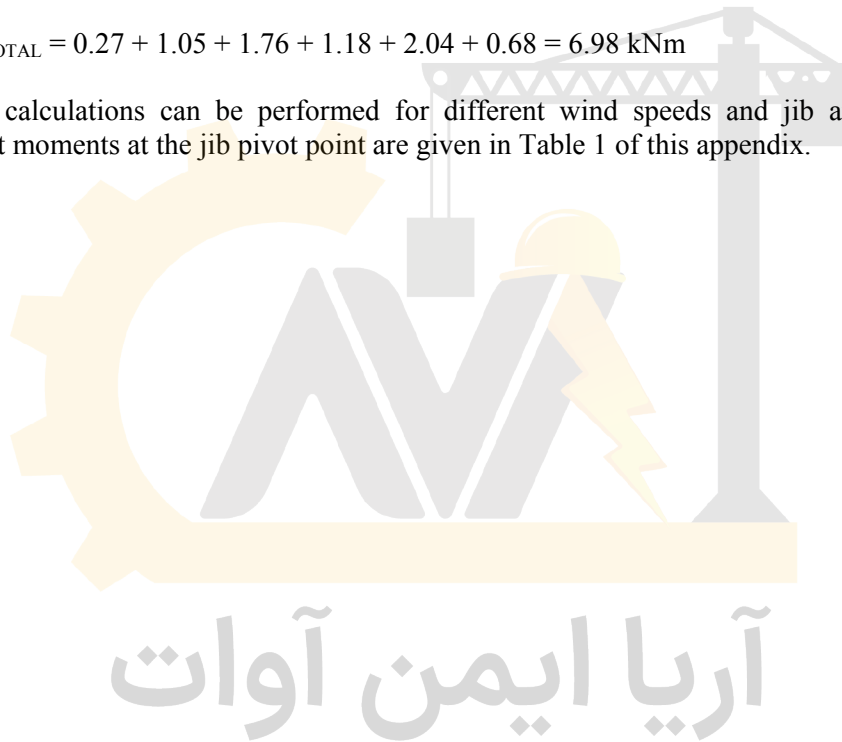 OTAL = 0.27 + 1.05 + 1.76 + 1.18 + 2.04 + 0.68 = 6.98 kNm
calculations can be performed for different wind speeds and jib a
t moments at the jib pivot point are given in Table 1 of this appendix.
آریا ایمن آوات